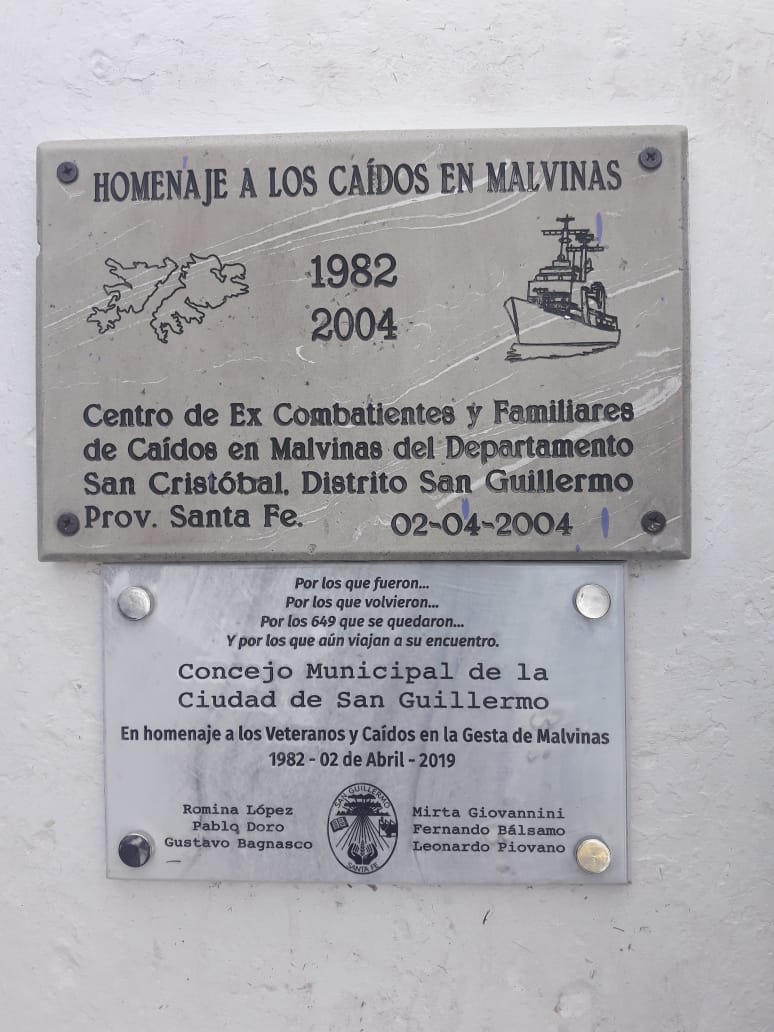 HOMENAJE A LOS CAÍDOS EN MALVINAS
1982
2004
Centro de Ex Combatientes y Familiares
de Caídos en Malvinas del Departamento
San Cristóbal, Distrito San Guillermo
Prov. Santa Fe. 02-04-2004
Por los que fueron...
Por los que volvieron...
Por los 649 que se quedaron...
Y por los que aún viajan a su encuentro.
Concejo Municipal de la
Ciudad de San Guillermo
En homenaje a los Veteranos y Caídos en la Gesta de Malvinas
1982 - 02 de Abril - 2019
Romina López
Pablo Doro
Gustavo Bagnasco
SAN GUILLERMO
SANTA FE
Mirta Giovannini
Fernando Bálsamo
Leonardo Piovano